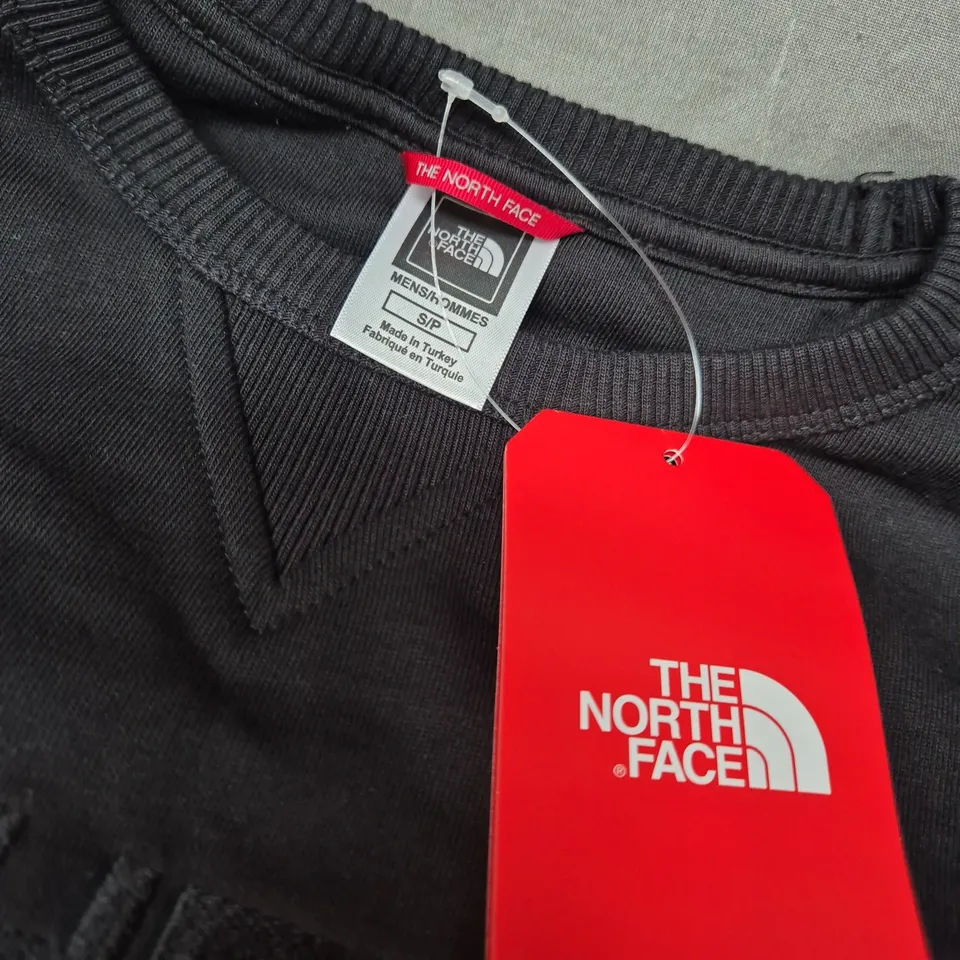 THE NORTH FACE
THE
NORTH
FACE
MENS/HOMMES
S/P
Made in Turkey
Fabriqué en Turquie
THE
NORTH
®FACE